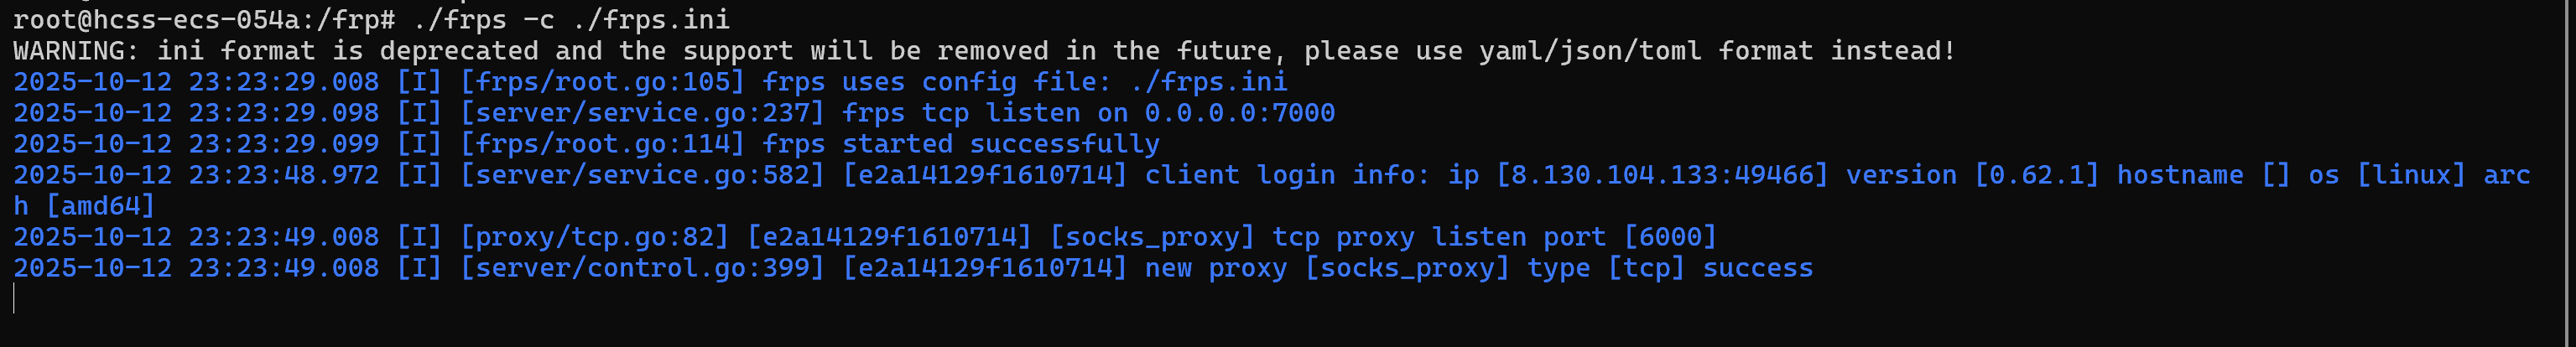 root@hcss-ecs-054a:/frp# ./frps -c ./frps.ini
WARNING: ini format is deprecated and the support will be removed in the future, please use yaml/json/toml format instead!
2025-10-12 23:23:29.008 [I] [frps/root.go:105] frps uses config file: ./frps.ini
2025-10-12 23:23:29.098 [I] [server/service.go:237] frps tcp listen on 0.0.0.0:7000
2025-10-12 23:23:29.099 [I] [frps/root.go:114] frps started successfully
2025-10-12 23:23:48.972 [I] [server/service.go:582] [e2a14129f1610714] client login info: ip [8.130.104.133:49466] version [0.62.1] hostname [] os [linux] arc
h [amd64]
2025-10-12 23:23:49.008 [I] [proxy/tcp.go:82] [e2a14129f1610714] [socks_proxy] tcp proxy listen port [6000]
2025-10-12 23:23:49.008 [I] [server/control.go:399] [e2a14129f1610714] new proxy [socks_proxy] type [tcp] success